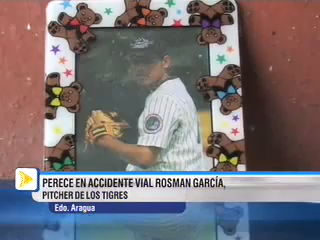 PERECE EN ACCIDENTE VIAL ROSMAN GARCÍA,
PITCHER DE LOS TIGRES
Edo. Aragua